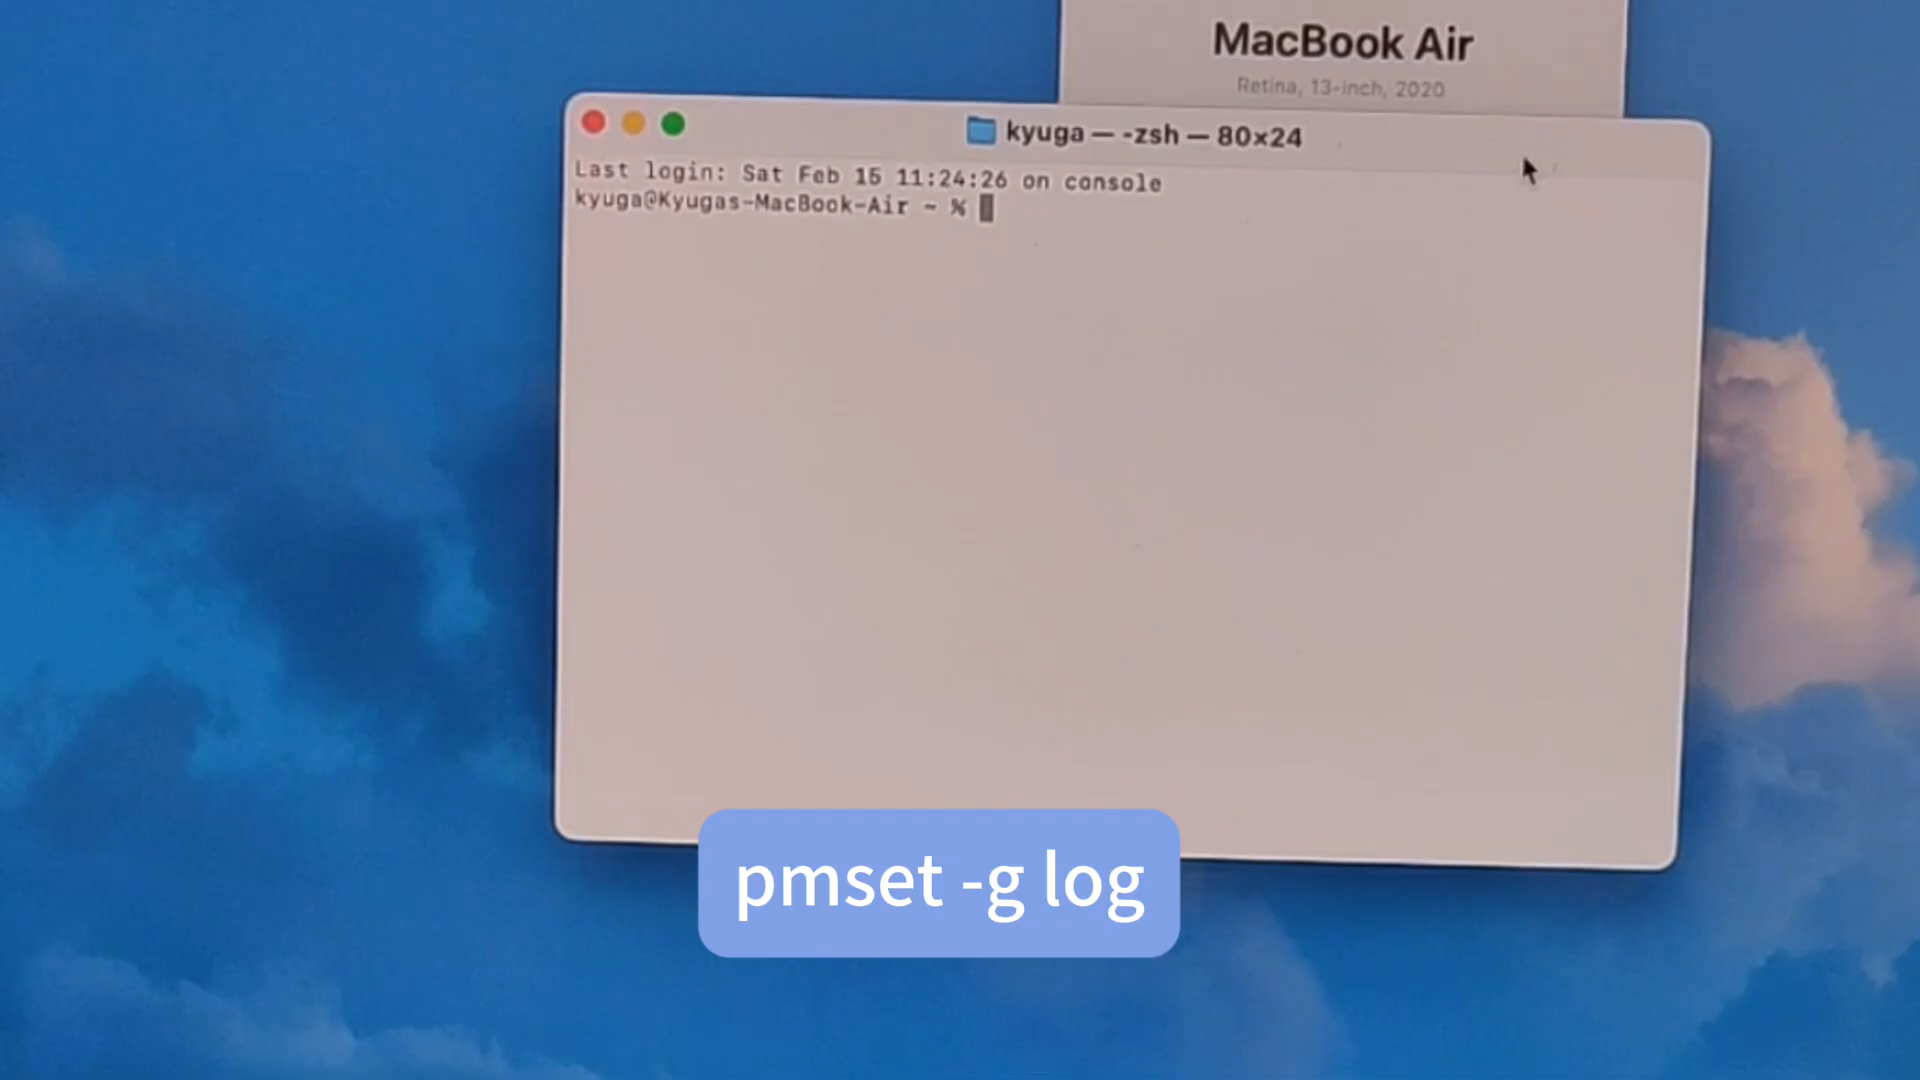 MacBook Air
Retina, 13-inch, 2020
kyuga — -zsh — 80×24
Last login: Sat Feb 15 11:24:26 on console
kyuga@Kyugas-MacBook-Air ~ %
pmset -g log